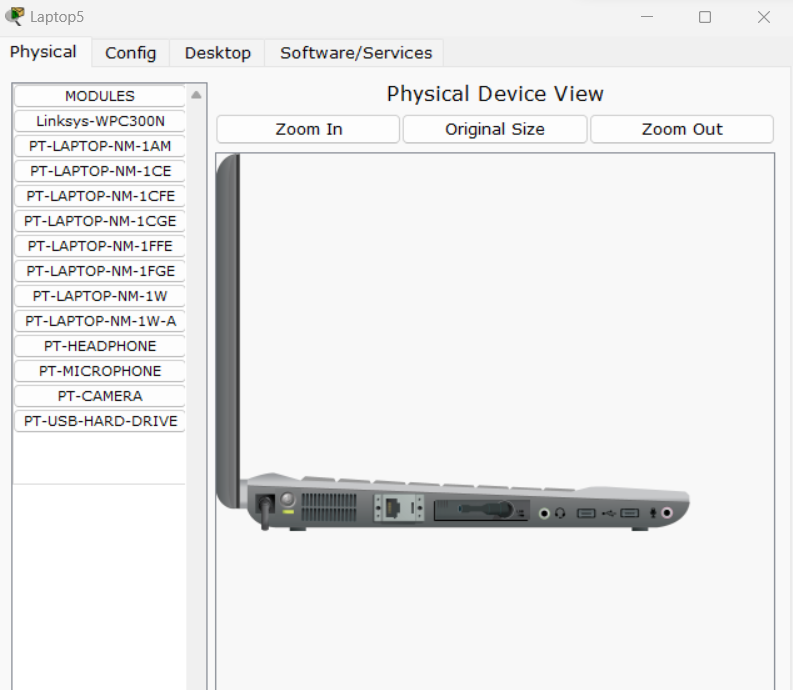 Laptop5
Physical
Config
Desktop
Software/Services
MODULES
Linksys-WPC300N
PT-LAPTOP-NM-1AM
PT-LAPTOP-NM-1CE
PT-LAPTOP-NM-1CFE
PT-LAPTOP-NM-1CGE
PT-LAPTOP-NM-1FFE
PT-LAPTOP-NM-1FGE
PT-LAPTOP-NM-1W
PT-LAPTOP-NM-1W-A
PT-HEADPHONE
PT-MICROPHONE
PT-CAMERA
PT-USB-HARD-DRIVE
Physical Device View
Zoom In
Original Size
Zoom Out